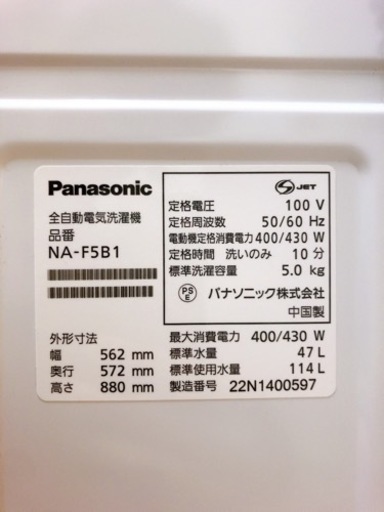 Panasonic
全自動電気洗濯機
品番
NA-F5B1
外形寸法
幅 562 mm
奥行 572 mm
高さ 880 mm
S JET
定格電圧 100 V
定格周波数 50/60 Hz
電動機定格消費電力 400/430 W
定格時間 洗いのみ 10 分
標準洗濯容量 5.0 kg
PS
E
パナソニック株式会社
中国製
最大消費電力 400/430 W
標準水量 47 L
標準使用水量 114 L
製造番号 22N1400597